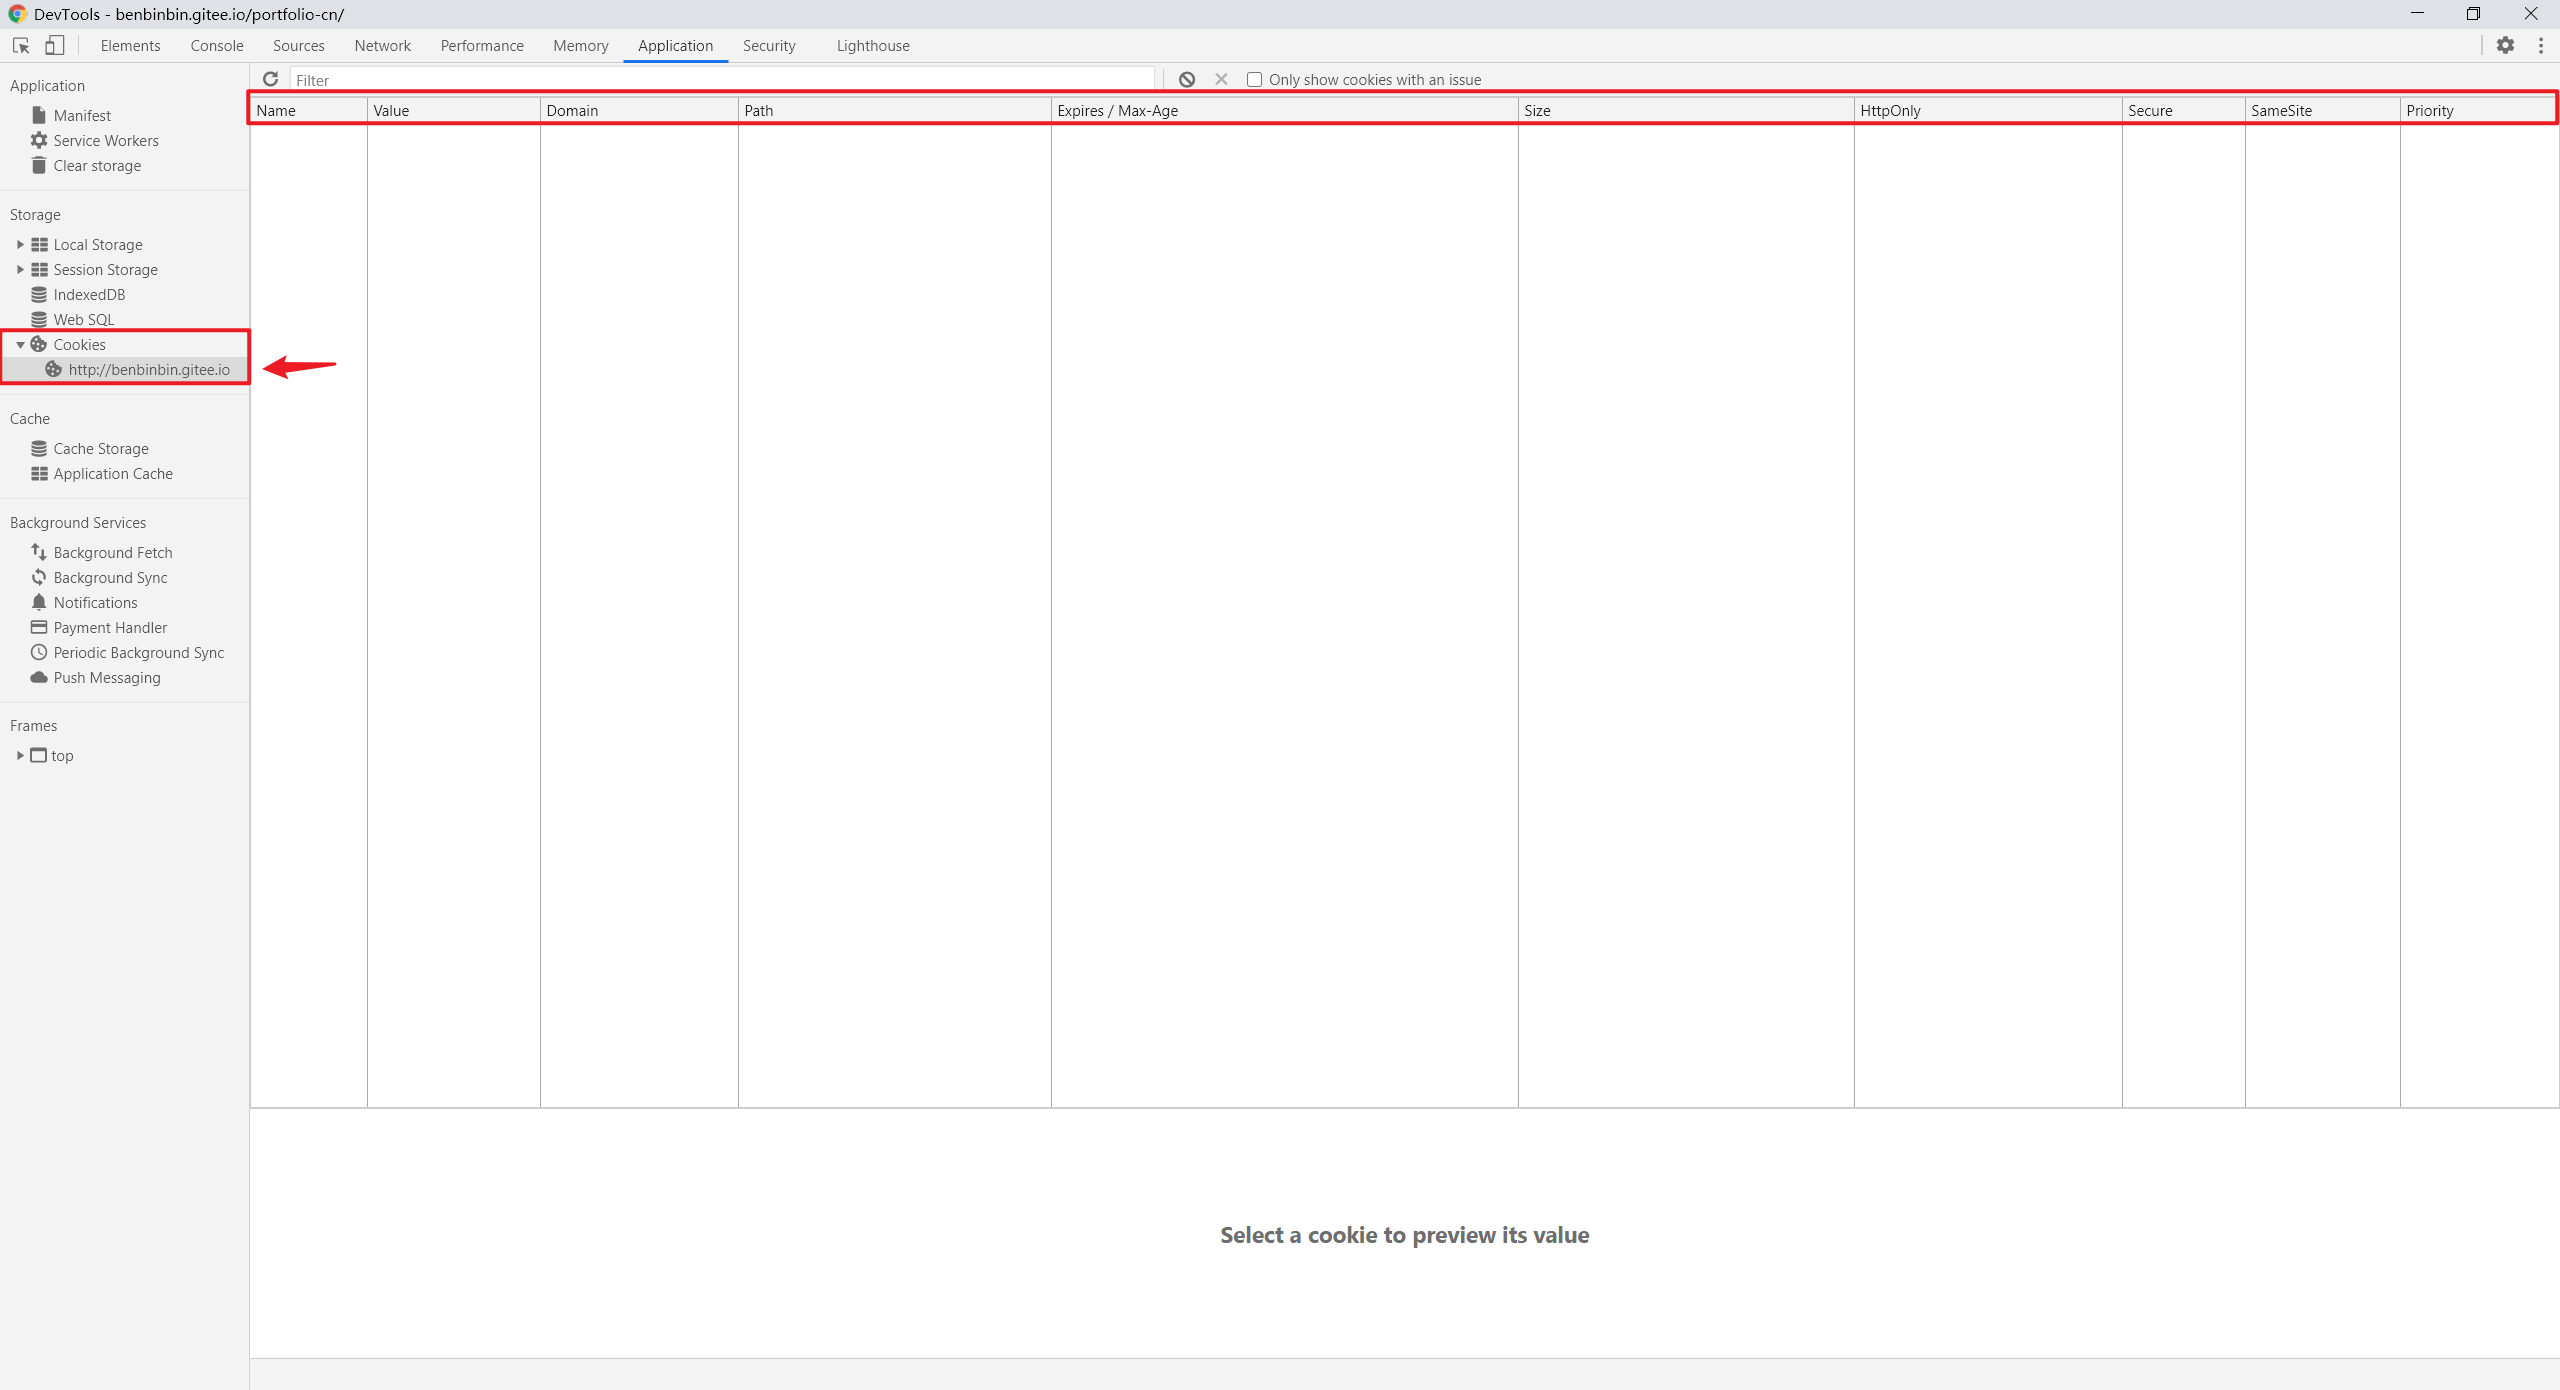 DevTools - benbinbin.gitee.io/portfolio-cn/
Elements Console Sources Network Performance Memory Application Security Lighthouse
Application
Manifest
Service Workers
Clear storage
Storage
Local Storage
Session Storage
IndexedDB
Web SQL
Cookies
http://benbinbin.gitee.io
Cache
Cache Storage
Application Cache
Background Services
Background Fetch
Background Sync
Notifications
Payment Handler
Periodic Background Sync
Push Messaging
Frames
top
Filter
Only show cookies with an issue
Name Value Domain Path Expires / Max-Age Size HttpOnly Secure SameSite Priority
Select a cookie to preview its value